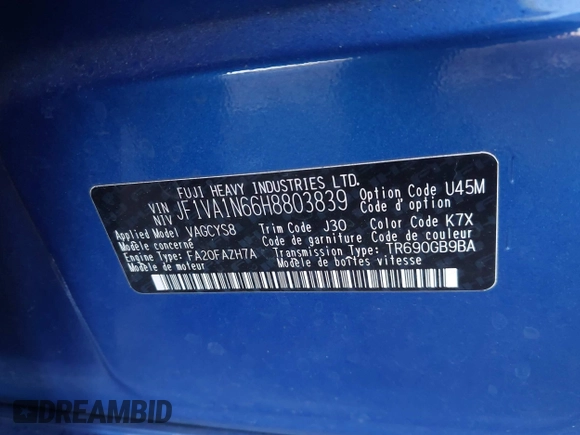 FUJI HEAVY INDUSTRIES LTD.
VIN NIV JF1VA1N66H8803839 Option Code U45M
Code d'option
Applied Model VAGCYS8 Trim Code J30 Color Code K7X
Modèle concerné Code de garniture Code de couleur
Engine Type: FA20FAZH7A Transmission Type: TR690GB9BA
Modèle de moteur Modèle de boîtes vitesse
DREAMBID